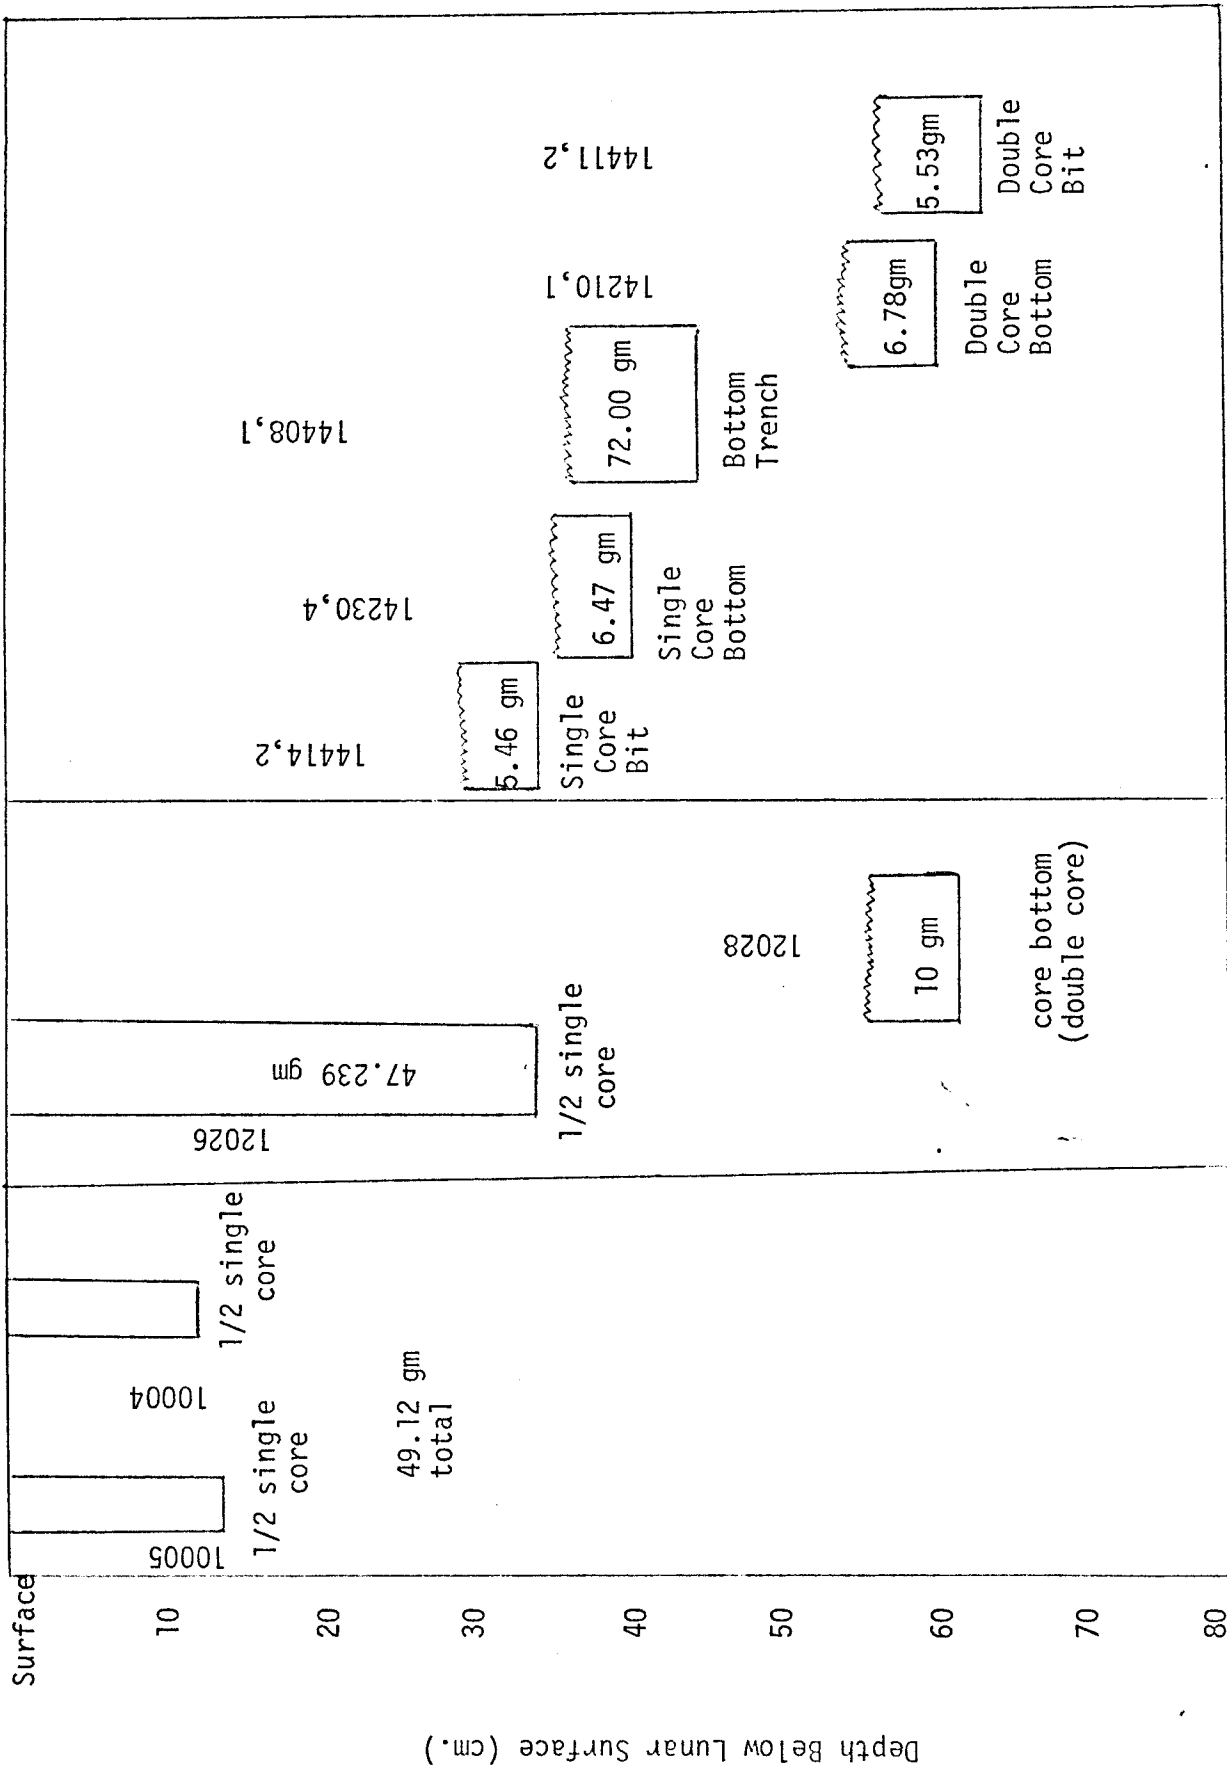 Surface
10
20
30
40
50
60
70
80
Depth Below Lunar Surface (cm.)
10005
1/2 single
core
10004
1/2 single
core
49.12 gm
total
12026
47.239 gm
1/2 single
core
12028
10 gm
core bottom
(double core)
14414,2
5.46 gm
Single
Core
Bit
14230,4
6.47 gm
Single
Core
Bottom
14408,1
72.00 gm
Bottom
Trench
14210,1
6.78gm
Double
Core
Bottom
14411,2
5.53gm
Double
Core
Bit